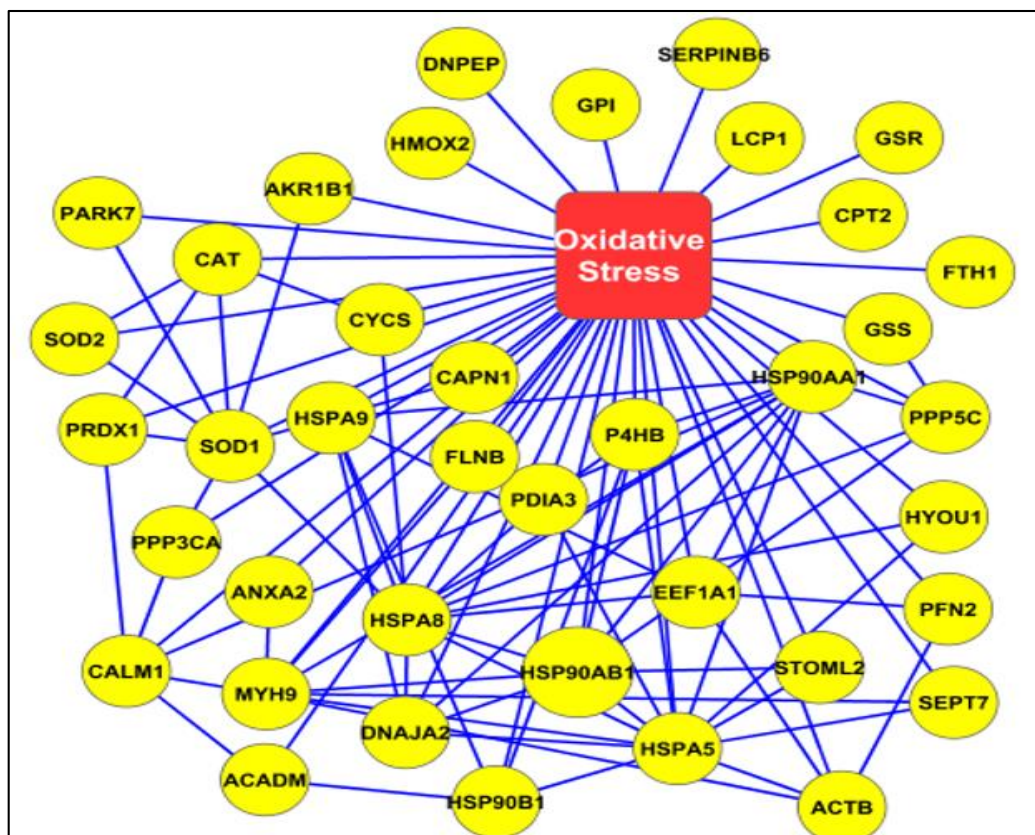 SERPINB6
DNPEP
GPI
HMOX2
LCP1
GSR
AKR1B1
PARK7
CPT2
Oxidative
Stress
CAT
FTH1
CYCS
GSS
SOD2
CAPN1
HSP90AA1
HSPA9
PPP5C
PRDX1
SOD1
P4HB
FLNB
PDIA3
HYOU1
PPP3CA
ANXA2
EEF1A1
PFN2
HSPA8
CALM1
HSP90AB1
STOML2
MYH9
SEPT7
DNAJA2
HSPA5
ACADM
HSP90B1
ACTB